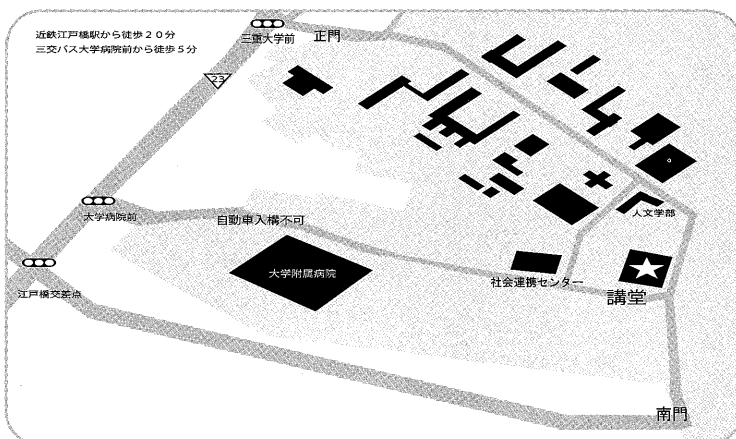 近鉄江戸橋駅から徒歩２０分
三交バス大学病院前から徒歩５分
三重大学前
正門
23
大学病院前
自動車入構不可
人文学部
大学附属病院
社会連携センター
江戸橋交差点
講堂
南門